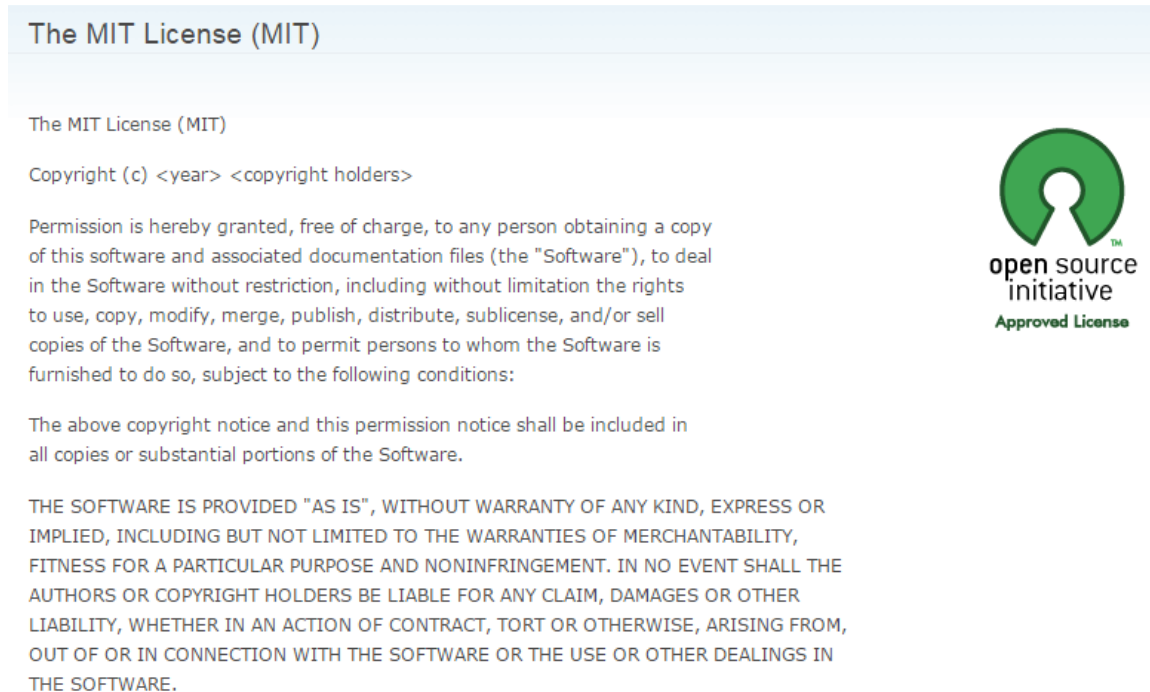 The MIT License (MIT)
The MIT License (MIT)
Copyright (c) <year> <copyright holders>
Permission is hereby granted, free of charge, to any person obtaining a copy
of this software and associated documentation files (the "Software"), to deal
in the Software without restriction, including without limitation the rights
to use, copy, modify, merge, publish, distribute, sublicense, and/or sell
copies of the Software, and to permit persons to whom the Software is
furnished to do so, subject to the following conditions:
The above copyright notice and this permission notice shall be included in
all copies or substantial portions of the Software.
THE SOFTWARE IS PROVIDED "AS IS", WITHOUT WARRANTY OF ANY KIND, EXPRESS OR
IMPLIED, INCLUDING BUT NOT LIMITED TO THE WARRANTIES OF MERCHANTABILITY,
FITNESS FOR A PARTICULAR PURPOSE AND NONINFRINGEMENT. IN NO EVENT SHALL THE
AUTHORS OR COPYRIGHT HOLDERS BE LIABLE FOR ANY CLAIM, DAMAGES OR OTHER
LIABILITY, WHETHER IN AN ACTION OF CONTRACT, TORT OR OTHERWISE, ARISING FROM,
OUT OF OR IN CONNECTION WITH THE SOFTWARE OR THE USE OR OTHER DEALINGS IN
THE SOFTWARE.
TM
open source
initiative
Approved License